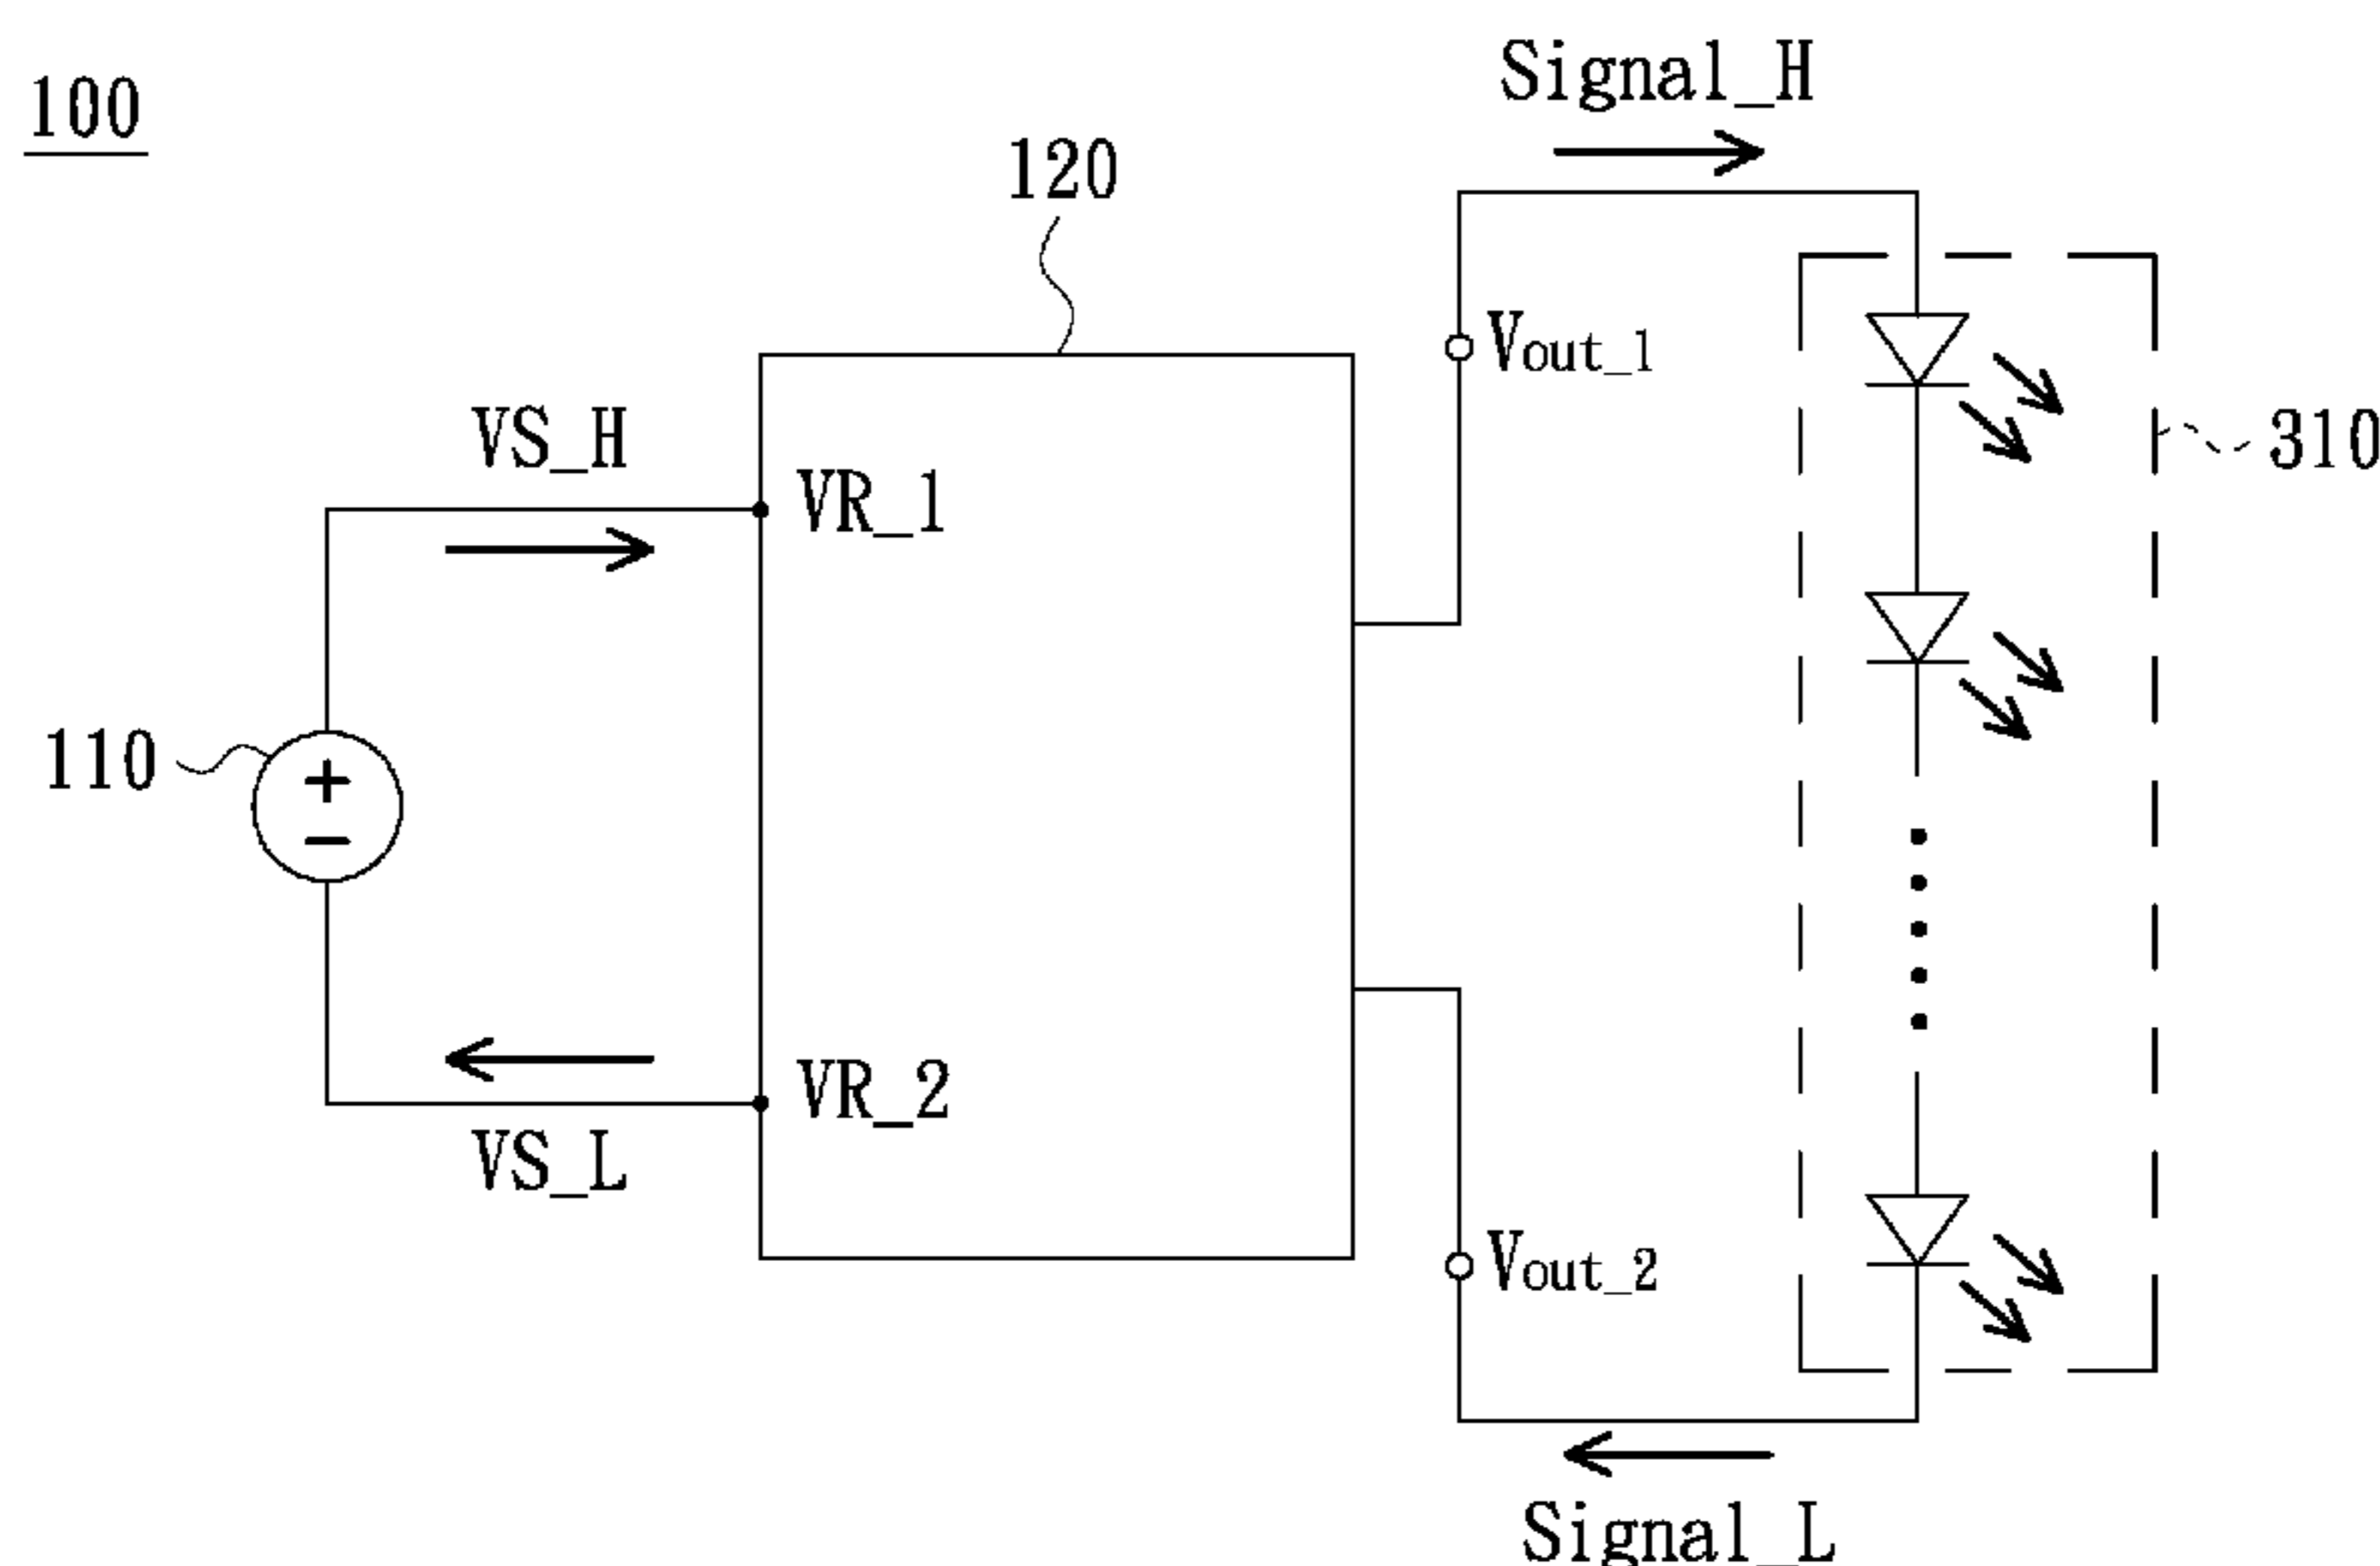 100
Signal_H
120
Vout_1
VS_H
310
VR_1
110
VR_2
VS_L
Vout_2
Signal_L